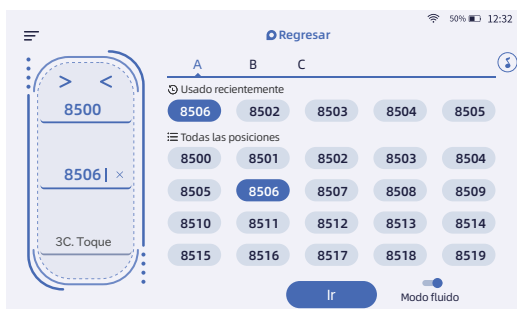 50% 12:32
Regresar
> <
8500
8506 ×
3C. Toque
A B C
Usado recientemente
8506 8502 8503 8504 8505
Todas las posiciones
8500 8501 8502 8503 8504
8505 8506 8507 8508 8509
8510 8511 8512 8513 8514
8515 8516 8517 8518 8519
Ir
Modo fluido